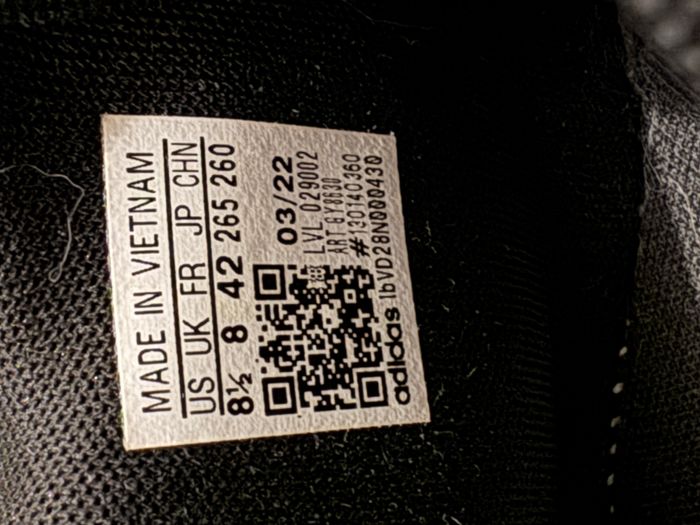 MADE IN VIETNAM
US UK FR JP CHN
8½ 8 42 265 260
03/22
LVL 029002
ART GY8630
#130140360
adidas lbVD28N000430